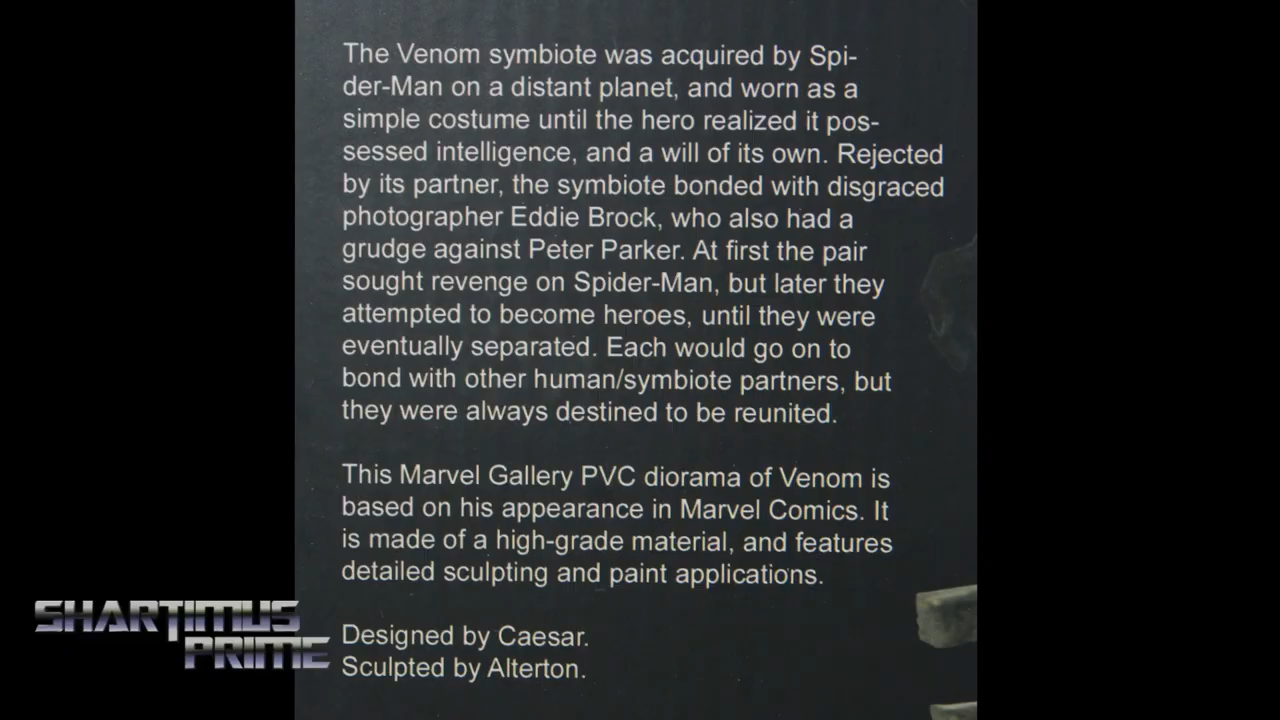 The Venom symbiote was acquired by Spi-
der-Man on a distant planet, and worn as a
simple costume until the hero realized it pos-
sessed intelligence, and a will of its own. Rejected
by its partner, the symbiote bonded with disgraced
photographer Eddie Brock, who also had a
grudge against Peter Parker. At first the pair
sought revenge on Spider-Man, but later they
attempted to become heroes, until they were
eventually separated. Each would go on to
bond with other human/symbiote partners, but
they were always destined to be reunited.
This Marvel Gallery PVC diorama of Venom is
based on his appearance in Marvel Comics. It
is made of a high-grade material, and features
detailed sculpting and paint applications.
Designed by Caesar.
Sculpted by Alterton.
SHARTIMUS
PRIME